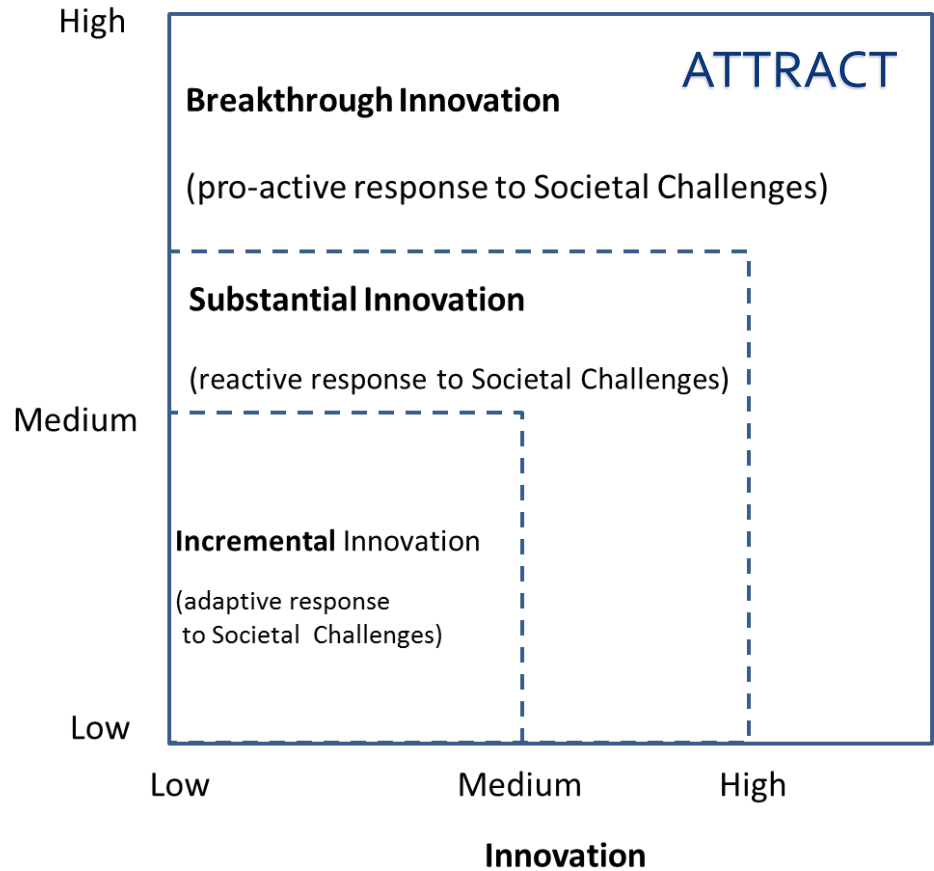 High
ATTRACT
Breakthrough Innovation
(pro-active response to Societal Challenges)
Substantial Innovation
(reactive response to Societal Challenges)
Medium
Incremental Innovation
(adaptive response
to Societal Challenges)
Low
Low Medium High
Innovation